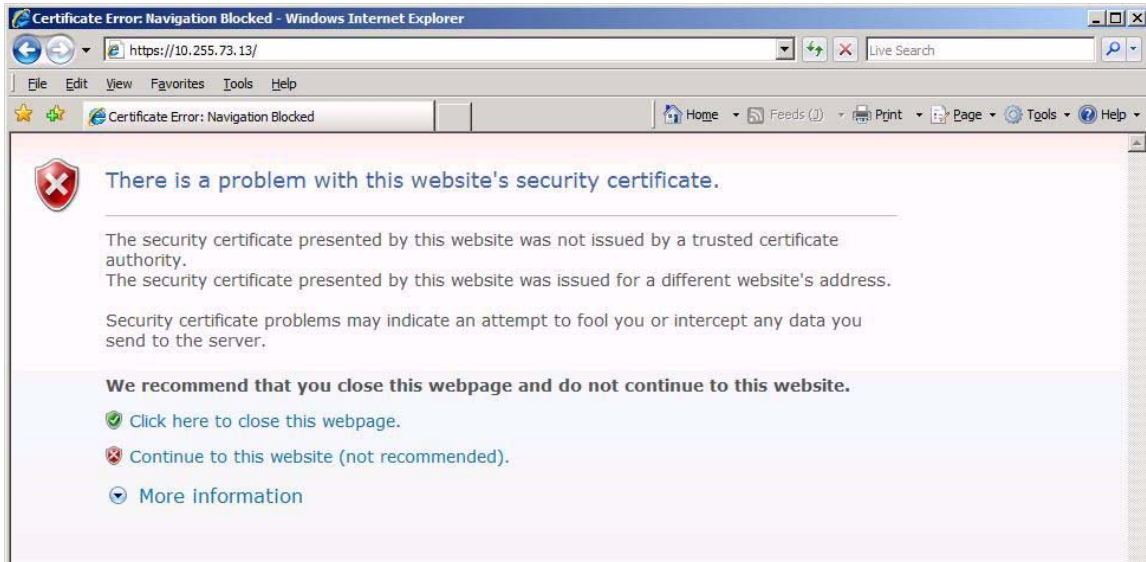 Certificate Error: Navigation Blocked - Windows Internet Explorer
https://10.255.73.13/
Live Search
File Edit View Favorites Tools Help
Certificate Error: Navigation Blocked
Home Feeds (J) Print Page Tools Help
There is a problem with this website's security certificate.
The security certificate presented by this website was not issued by a trusted certificate
authority.
The security certificate presented by this website was issued for a different website's address.
Security certificate problems may indicate an attempt to fool you or intercept any data you
send to the server.
We recommend that you close this webpage and do not continue to this website.
Click here to close this webpage.
Continue to this website (not recommended).
More information